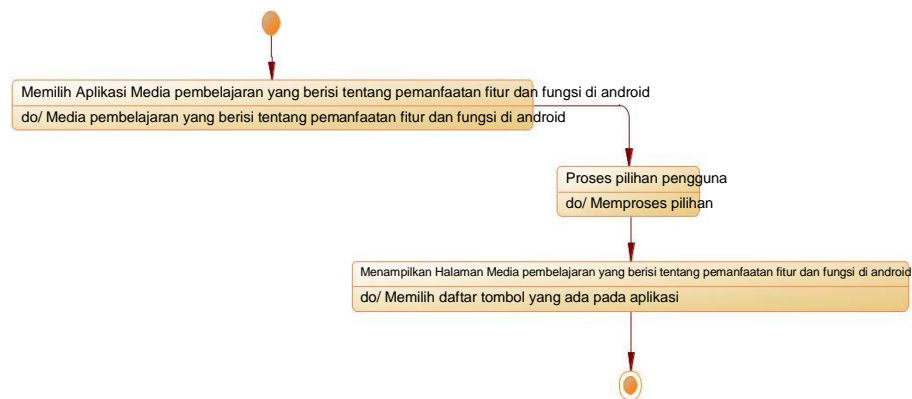 Memilih Aplikasi Media pembelajaran yang berisi tentang pemanfaatan fitur dan fungsi di android
do/ Media pembelajaran yang berisi tentang pemanfaatan fitur dan fungsi di android
Proses pilihan pengguna
do/ Memproses pilihan
Menampilkan Halaman Media pembelajaran yang berisi tentang pemanfaatan fitur dan fungsi di android
do/ Memilih daftar tombol yang ada pada aplikasi